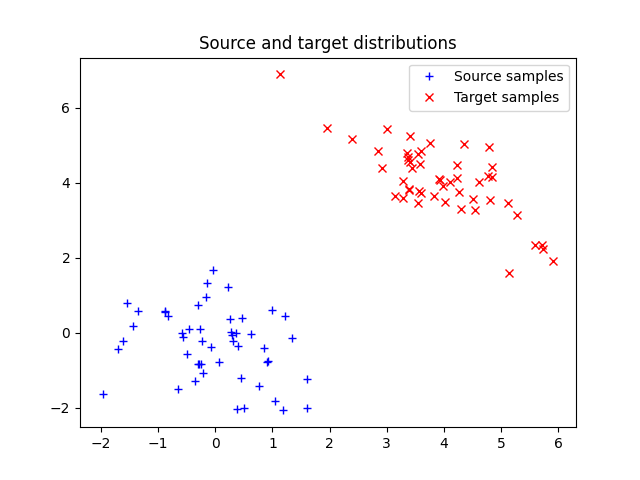 Source and target distributions
Source samples
Target samples
6
4
2
0
−2
−2 −1 0 1 2 3 4 5 6